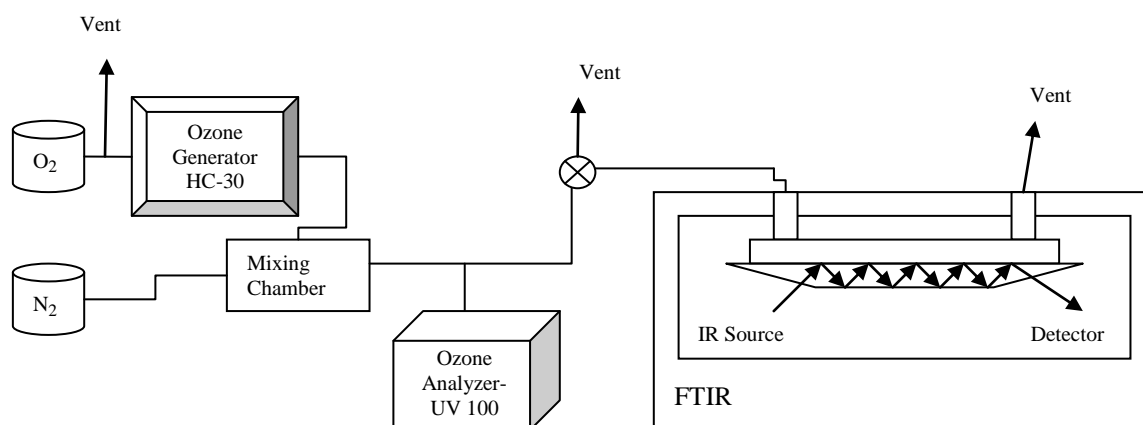 Vent
O2
Ozone
Generator
HC-30
N2
Mixing
Chamber
Ozone
Analyzer-
UV 100
Vent
Vent
IR Source
Detector
FTIR